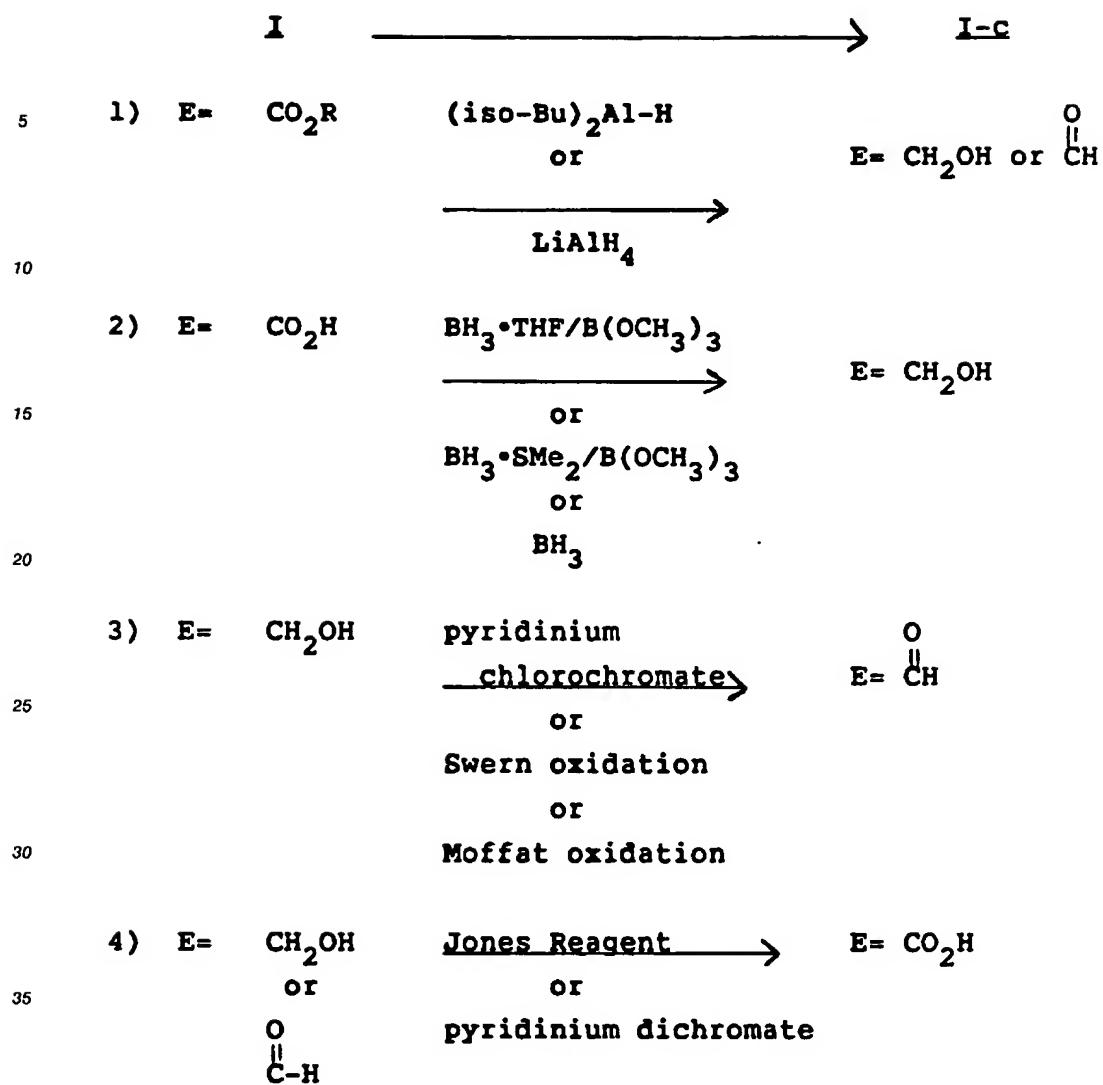 I I-c
5 1) E= CO2R (iso-Bu)2Al-H O
or E= CH2OH or CH
LiAlH4
10
2) E= CO2H BH3•THF/B(OCH3)3
E= CH2OH
15 or
BH3•SMe2/B(OCH3)3
or
20 BH3
3) E= CH2OH pyridinium O
chlorochromate E= CH
25 or
Swern oxidation
or
30 Moffat oxidation
4) E= CH2OH Jones Reagent E= CO2H
or or
35 O pyridinium dichromate
C-H